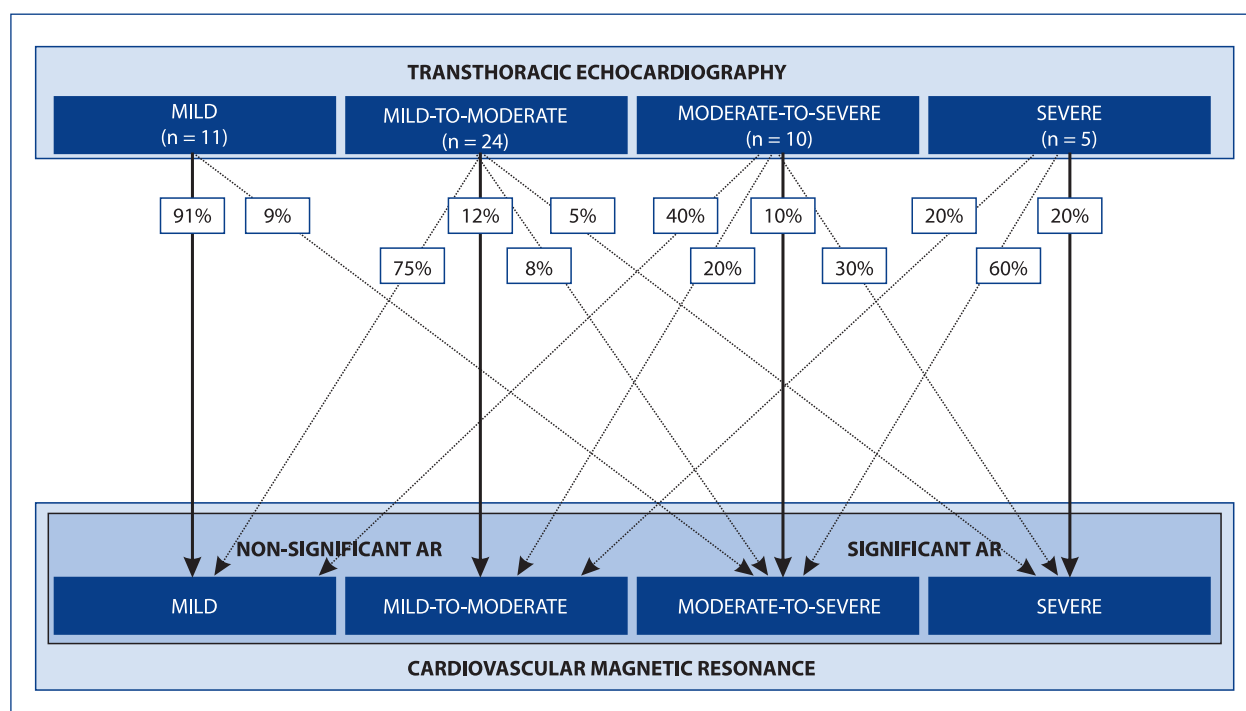 TRANSTHORACIC ECHOCARDIOGRAPHY
MILD
(n = 11)
MILD-TO-MODERATE
(n = 24)
MODERATE-TO-SEVERE
(n = 10)
SEVERE
(n = 5)
91%
9%
12%
5%
40%
10%
20%
20%
75%
8%
20%
30%
60%
NON-SIGNIFICANT AR
SIGNIFICANT AR
MILD
MILD-TO-MODERATE
MODERATE-TO-SEVERE
SEVERE
CARDIOVASCULAR MAGNETIC RESONANCE